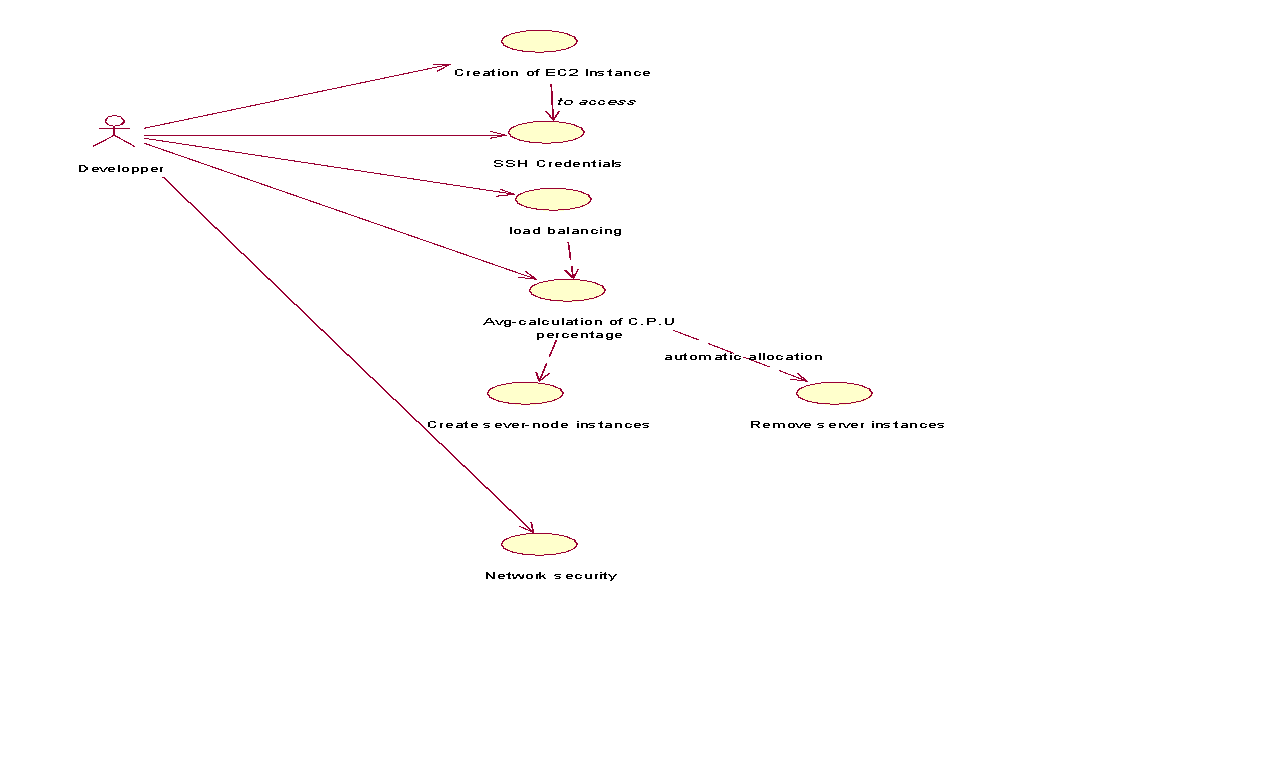 Creation of EC2 Instance
to access
Developper
SSH Credentials
load balancing
Avg-calculation of C.P.U
percentage
automatic allocation
Create sever-node instances
Remove server instances
Network security